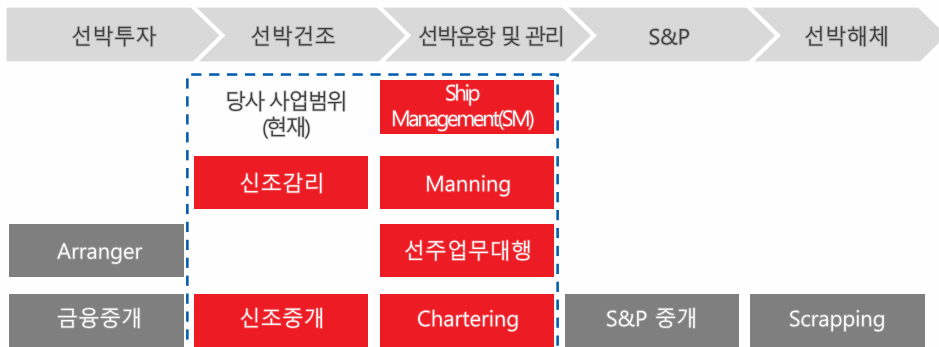 선박투자
선박건조
선박운항 및 관리
S&P
선박해체
당사 사업범위
(현재)
Ship
Management(SM)
신조감리
Manning
Arranger
선주업무대행
금융중개
신조중개
Chartering
S&P 중개
Scrapping